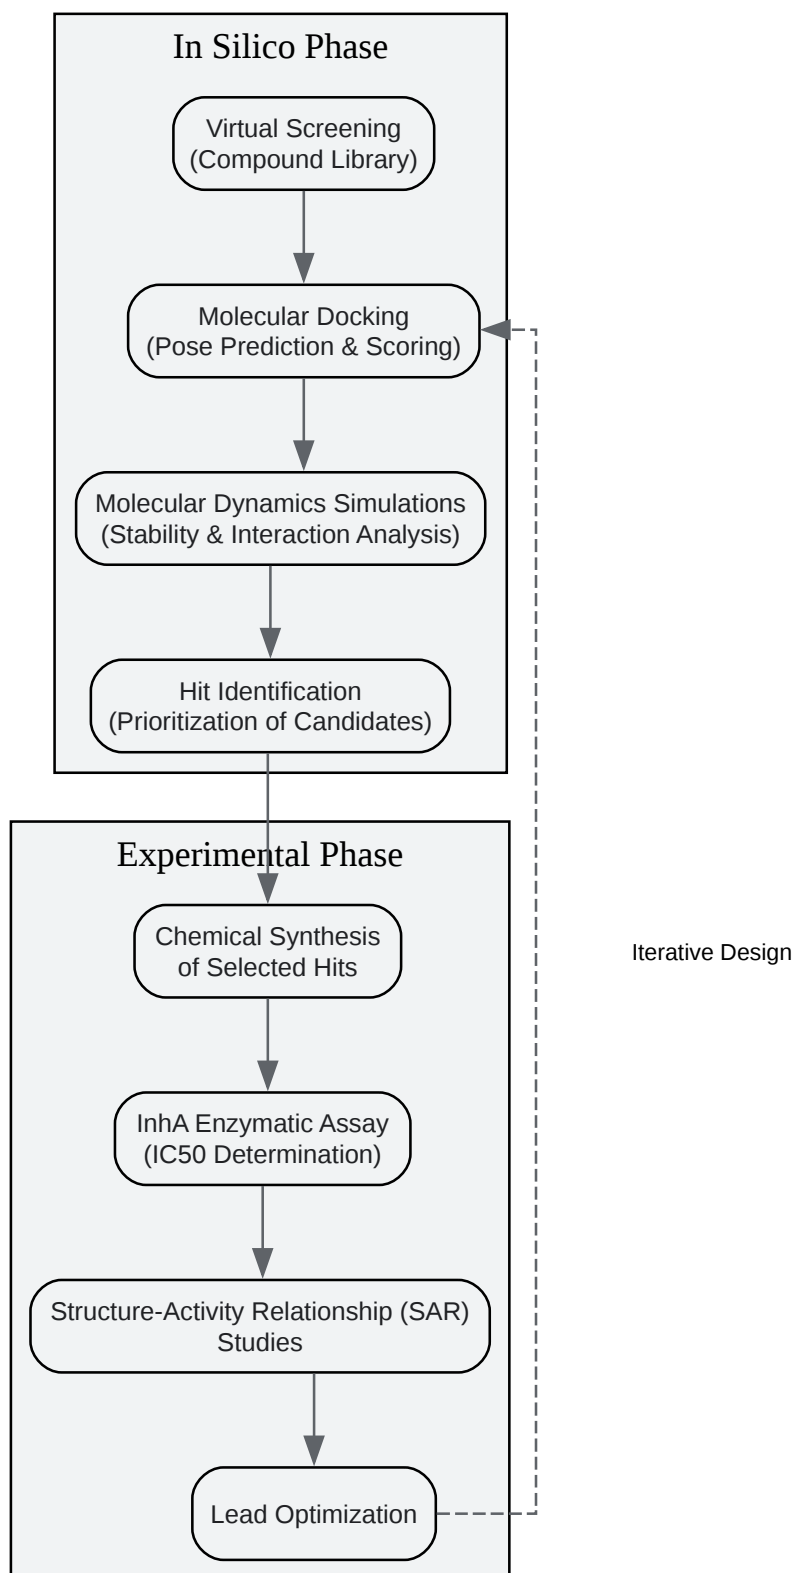 In Silico Phase
Virtual Screening
(Compound Library)
Molecular Docking
(Pose Prediction & Scoring)
Molecular Dynamics Simulations
(Stability & Interaction Analysis)
Hit Identification
(Prioritization of Candidates)
Experimental Phase
Chemical Synthesis
of Selected Hits
Iterative Design
InhA Enzymatic Assay
(IC50 Determination)
Structure-Activity Relationship (SAR)
Studies
Lead Optimization